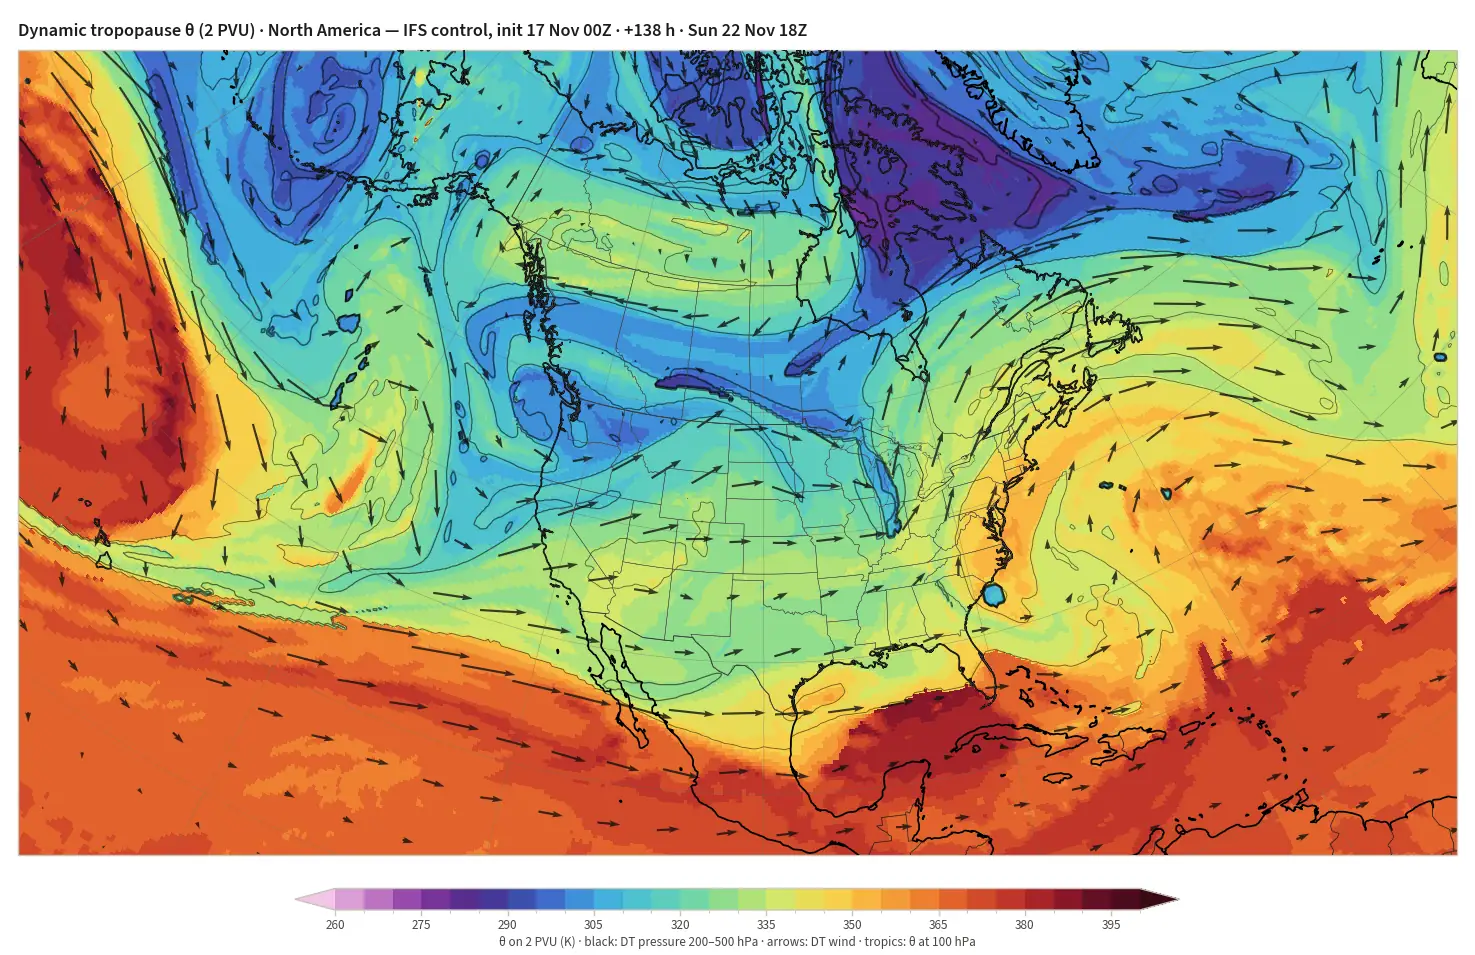 Dynamic tropopause θ (2 PVU) · North America — IFS control, init 17 Nov 00Z · +138 h · Sun 22 Nov 18Z
260 275 290 305 320 335 350 365 380 395
θ on 2 PVU (K) · black: DT pressure 200–500 hPa · arrows: DT wind · tropics: θ at 100 hPa